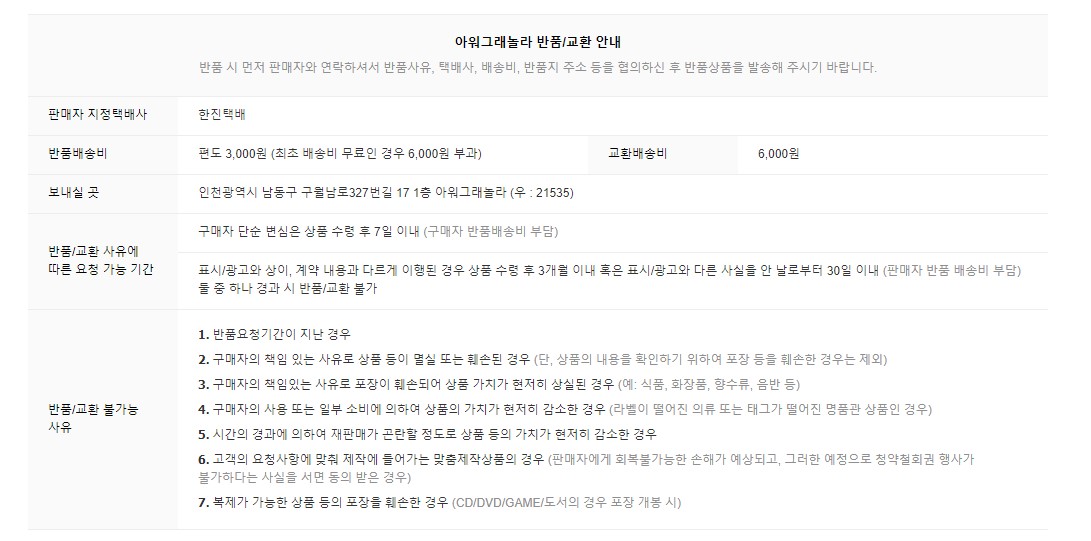 아워그래놀라 반품/교환 안내
반품 시 먼저 판매자와 연락하셔서 반품사유, 택배사, 배송비, 반품지 주소 등을 협의하신 후 반품상품을 발송해 주시기 바랍니다.
판매자 지정택배사 한진택배
반품배송비 편도 3,000원 (최초 배송비 무료인 경우 6,000원 부과) 교환배송비 6,000원
보내실 곳 인천광역시 남동구 구월남로327번길 17 1층 아워그래놀라 (우 : 21535)
반품/교환 사유에
따른 요청 가능 기간
구매자 단순 변심은 상품 수령 후 7일 이내 (구매자 반품배송비 부담)
표시/광고와 상이, 계약 내용과 다르게 이행된 경우 상품 수령 후 3개월 이내 혹은 표시/광고와 다른 사실을 안 날로부터 30일 이내 (판매자 반품 배송비 부담)
둘 중 하나 경과 시 반품/교환 불가
반품/교환 불가능
사유
1. 반품요청기간이 지난 경우
2. 구매자의 책임 있는 사유로 상품 등이 멸실 또는 훼손된 경우 (단, 상품의 내용을 확인하기 위하여 포장 등을 훼손한 경우는 제외)
3. 구매자의 책임있는 사유로 포장이 훼손되어 상품 가치가 현저히 상실된 경우 (예: 식품, 화장품, 향수류, 음반 등)
4. 구매자의 사용 또는 일부 소비에 의하여 상품의 가치가 현저히 감소한 경우 (라벨이 떨어진 의류 또는 태그가 떨어진 명품관 상품인 경우)
5. 시간의 경과에 의하여 재판매가 곤란할 정도로 상품 등의 가치가 현저히 감소한 경우
6. 고객의 요청사항에 맞춰 제작에 들어가는 맞춤제작상품의 경우 (판매자에게 회복불가능한 손해가 예상되고, 그러한 예정으로 청약철회권 행사가
불가하다는 사실을 서면 동의 받은 경우)
7. 복제가 가능한 상품 등의 포장을 훼손한 경우 (CD/DVD/GAME/도서의 경우 포장 개봉 시)